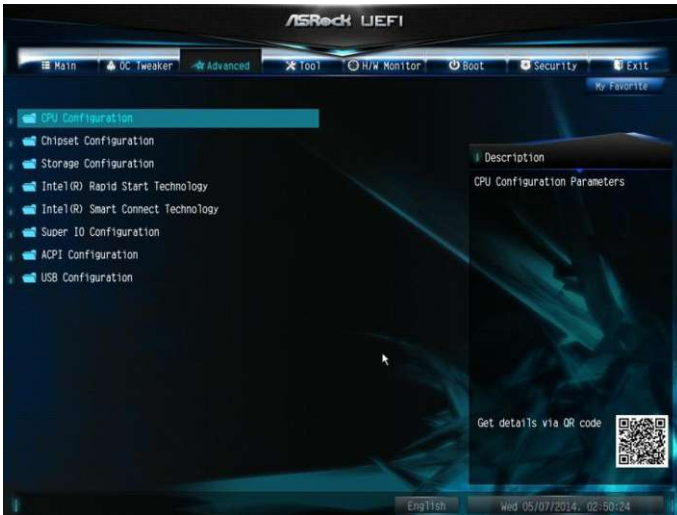 ASRock UEFI
Main OC Tweaker Advanced Tool H/W Monitor Boot Security Exit
My Favorite
CPU Configuration
Chipset Configuration
Storage Configuration
Intel(R) Rapid Start Technology
Intel(R) Smart Connect Technology
Super IO Configuration
ACPI Configuration
USB Configuration
Description
CPU Configuration Parameters
Get details via QR code
English Wed 05/07/2014. 02:50:24